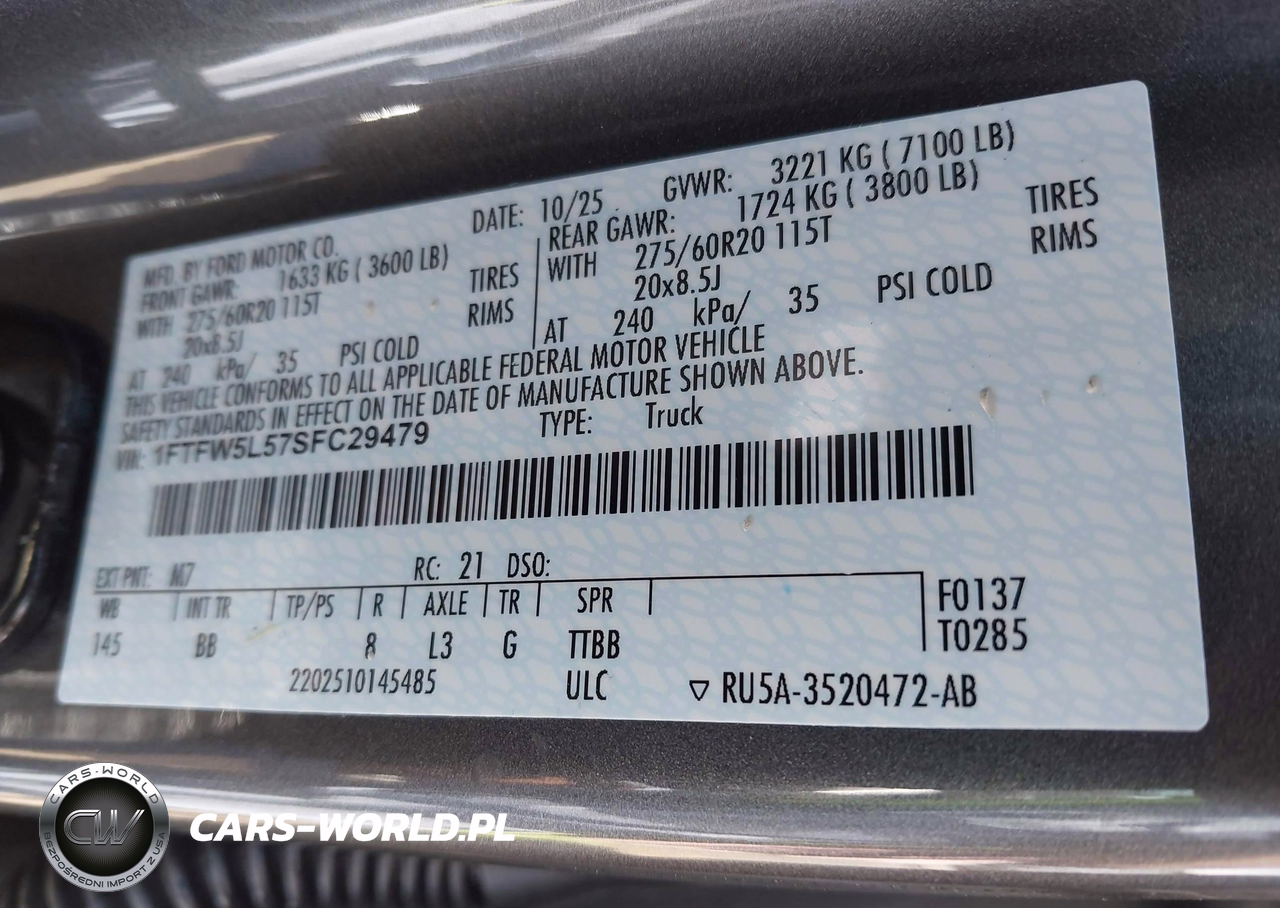 MFD. BY FORD MOTOR CO.
DATE: 10/25
GVWR: 3221 KG ( 7100 LB)
FRONT GAWR: 1633 KG ( 3600 LB)
REAR GAWR: 1724 KG ( 3800 LB)
WITH 275/60R20 115T TIRES
WITH 275/60R20 115T TIRES
20x8.5J RIMS
20x8.5J RIMS
AT 240 kPa/ 35 PSI COLD
AT 240 kPa/ 35 PSI COLD
THIS VEHICLE CONFORMS TO ALL APPLICABLE FEDERAL MOTOR VEHICLE
SAFETY STANDARDS IN EFFECT ON THE DATE OF MANUFACTURE SHOWN ABOVE.
VIN: 1FTFW5L57SFC29479
TYPE: Truck
EXT PNT: M7 RC: 21 DSO:
WB INT TR TP/PS R AXLE TR SPR
145 BB 8 L3 G TTBB
F0137
T0285
2202510145485 ULC ▽ RU5A-3520472-AB
CARS-WORLD
CW
BEZPOŚREDNI IMPORT Z USA
CARS-WORLD.PL